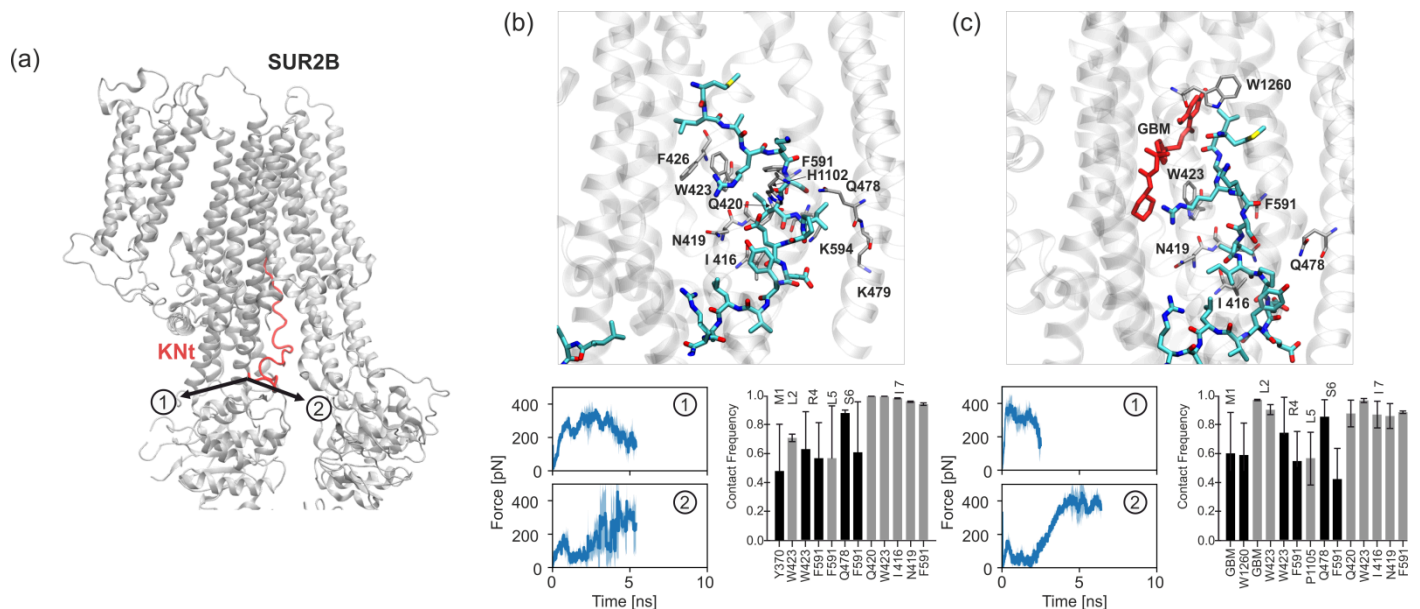 (a)
SUR2B
KNt
1
2
(b)
F426
W423
Q420
N419
I 416
F591
H1102
Q478
K594
K479
(c)
W1260
GBM
W423
F591
N419
Q478
I 416
Force [pN]
400
200
0
1
400
200
0
2
0 5 10
Time [ns]
Contact Frequency
1.0
0.8
0.6
0.4
0.2
0.0
M1 L2 R4 L5 S6 I 7
Y370 W423 W423 F591 F591 Q478 F591 Q420 W423 I 416 N419 F591
Force [pN]
400
200
0
1
400
200
0
2
0 5 10
Time [ns]
Contact Frequency
1.0
0.8
0.6
0.4
0.2
0.0
M1 L2 R4 L5 S6 I 7
GBM W1260 GBM W423 W423 F591 P1105 Q478 F591 Q420 W423 I 416 N419 F591